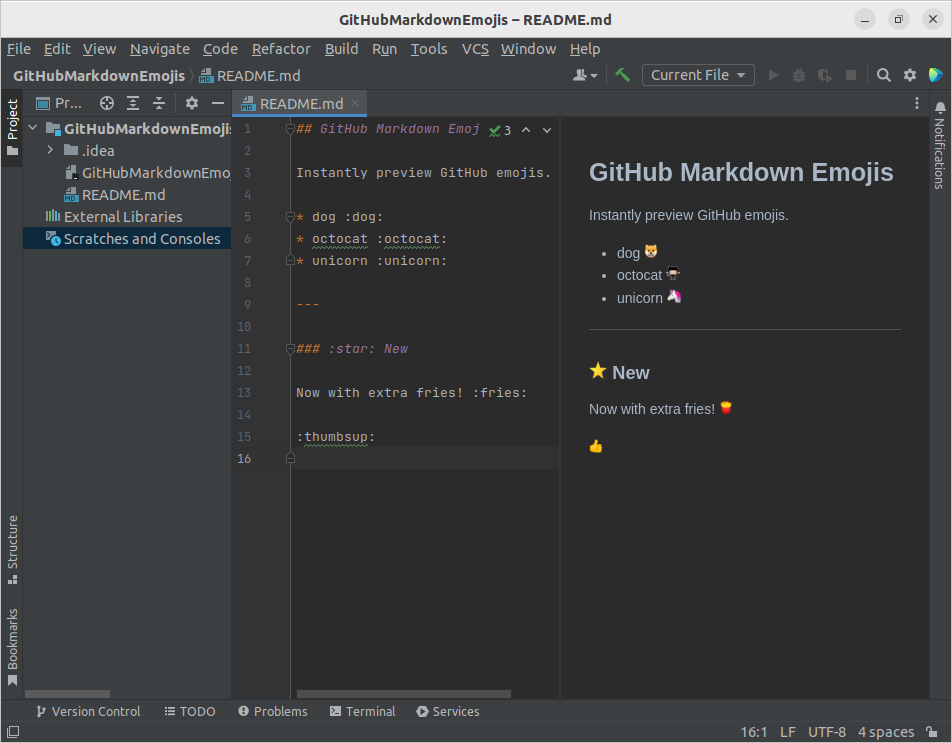 GitHubMarkdownEmojis – README.md
File Edit View Navigate Code Refactor Build Run Tools VCS Window Help
GitHubMarkdownEmojis README.md Current File
Project
Pr...
GitHubMarkdownEmojis
.idea
GitHubMarkdownEmo
README.md
External Libraries
Scratches and Consoles
Structure
Bookmarks
README.md
1 ## GitHub Markdown Emoj 3
2
3 Instantly preview GitHub emojis.
4
5 * dog :dog:
6 * octocat :octocat:
7 * unicorn :unicorn:
8
9 ---
10
11 ### :star: New
12
13 Now with extra fries! :fries:
14
15 :thumbsup:
16
GitHub Markdown Emojis
Instantly preview GitHub emojis.
• dog 🐶
• octocat
• unicorn 🦄
⭐ New
Now with extra fries! 🍟
👍
Notifications
Version Control TODO Problems Terminal Services
16:1 LF UTF-8 4 spaces